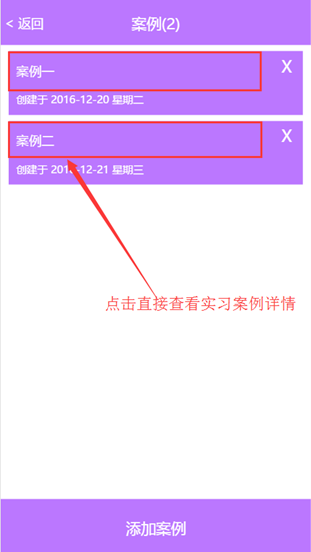 < 返回 案例(2)
案例一 X
创建于 2016-12-20 星期二
案例二 X
创建于 2016-12-21 星期三
点击直接查看实习案例详情
添加案例